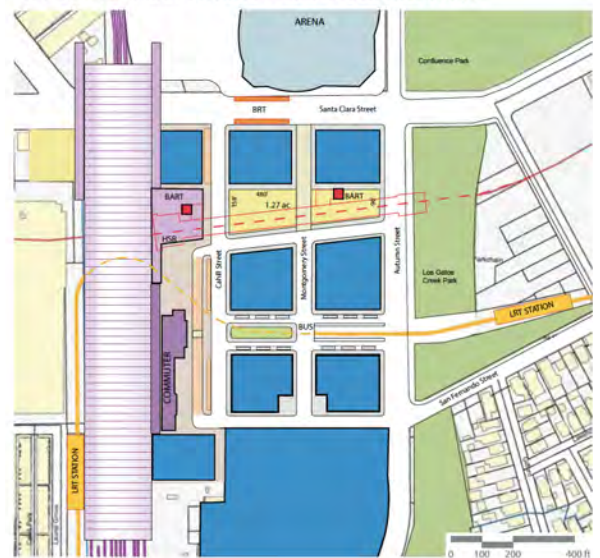 ARENA
Confluence Park
BRT
Santa Clara Street
BART
480'
1.27 ac
BART
HSR
Cahill Street
Montgomery Street
Autumn Street
Los Gatos
Creek Park
BUS
LRT STATION
COMMUTER
San Fernando Street
LRT STATION
0 100 200 400 ft